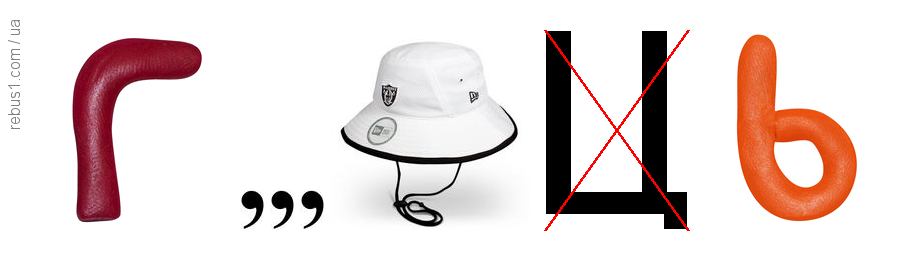 rebus1.com / ua
г ,,, Ц ь